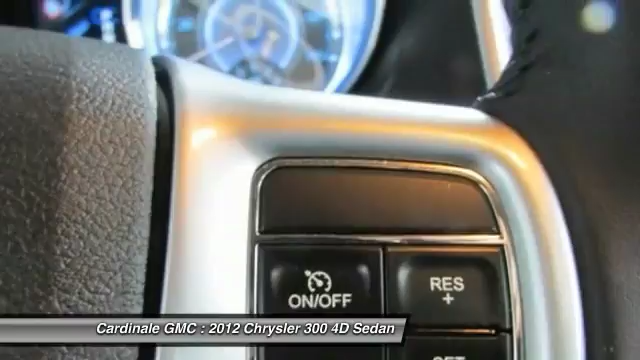 ON/OFF
RES
+
Cardinale GMC : 2012 Chrysler 300 4D Sedan